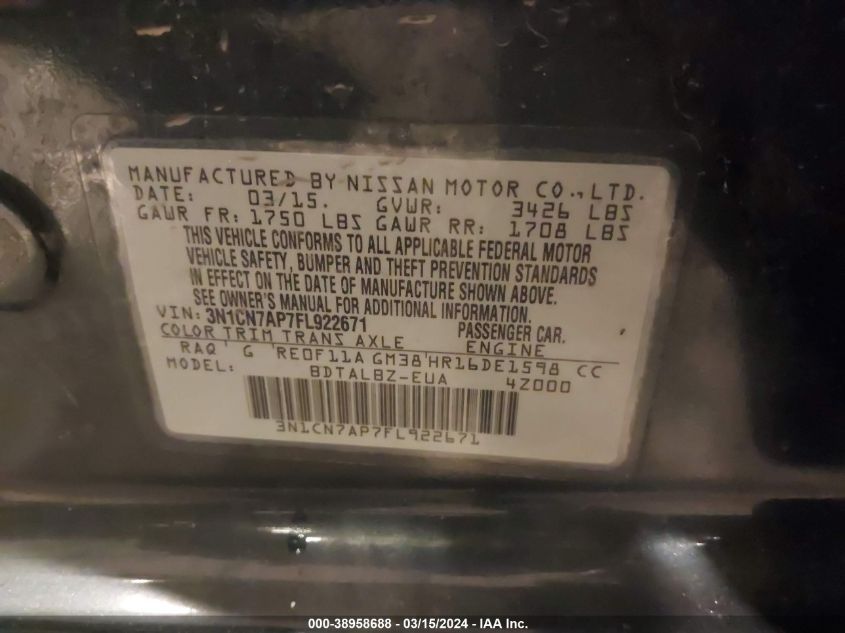 MANUFACTURED BY NISSAN MOTOR CO., LTD.
DATE: 03/15. GVWR: 3426 LBS
GAWR FR: 1750 LBS GAWR RR: 1708 LBS
THIS VEHICLE CONFORMS TO ALL APPLICABLE FEDERAL MOTOR
VEHICLE SAFETY, BUMPER AND THEFT PREVENTION STANDARDS
IN EFFECT ON THE DATE OF MANUFACTURE SHOWN ABOVE.
SEE OWNER'S MANUAL FOR ADDITIONAL INFORMATION.
VIN: 3N1CN7AP7FL922671 PASSENGER CAR.
COLOR TRIM TRANS AXLE ENGINE
RAQ ' G 'RE0F11A GM38'HR16DE1598 CC
MODEL: BDTALBZ-EUA 4Z000
3N1CN7AP7FL922671
000-38958688 - 03/15/2024 - IAA Inc.